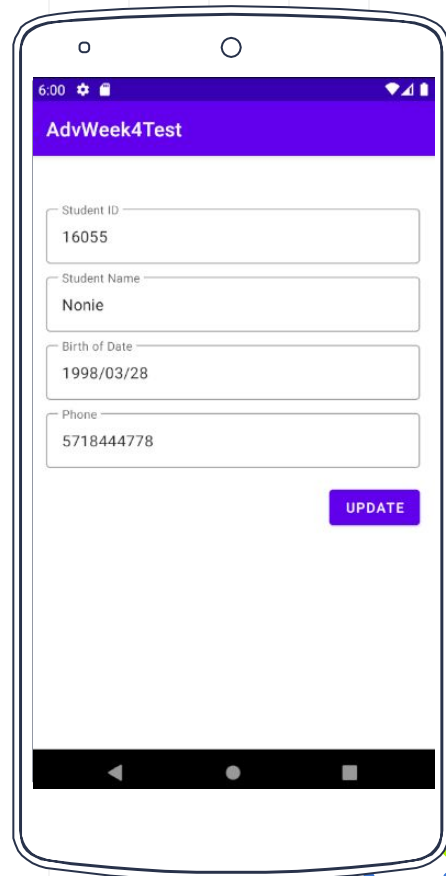 6:00
AdvWeek4Test
Student ID
16055
Student Name
Nonie
Birth of Date
1998/03/28
Phone
5718444778
UPDATE